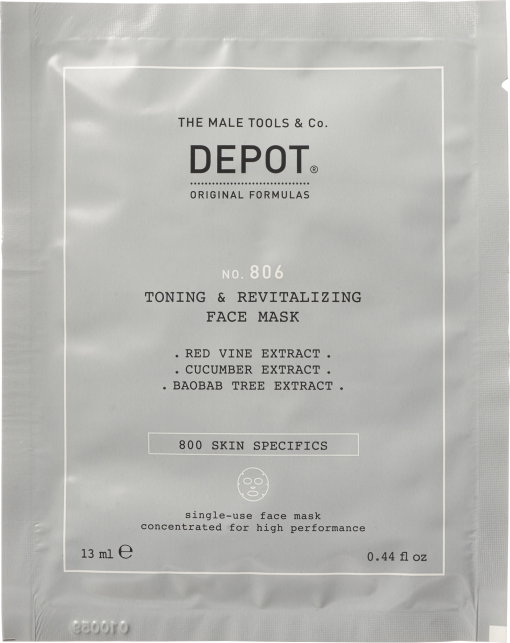 THE MALE TOOLS & Co.
DEPOT®
ORIGINAL FORMULAS
NO. 806
TONING & REVITALIZING
FACE MASK
. RED VINE EXTRACT .
. CUCUMBER EXTRACT .
. BAOBAB TREE EXTRACT .
800 SKIN SPECIFICS
single-use face mask
concentrated for high performance
13 ml ℮
0.44 fl oz